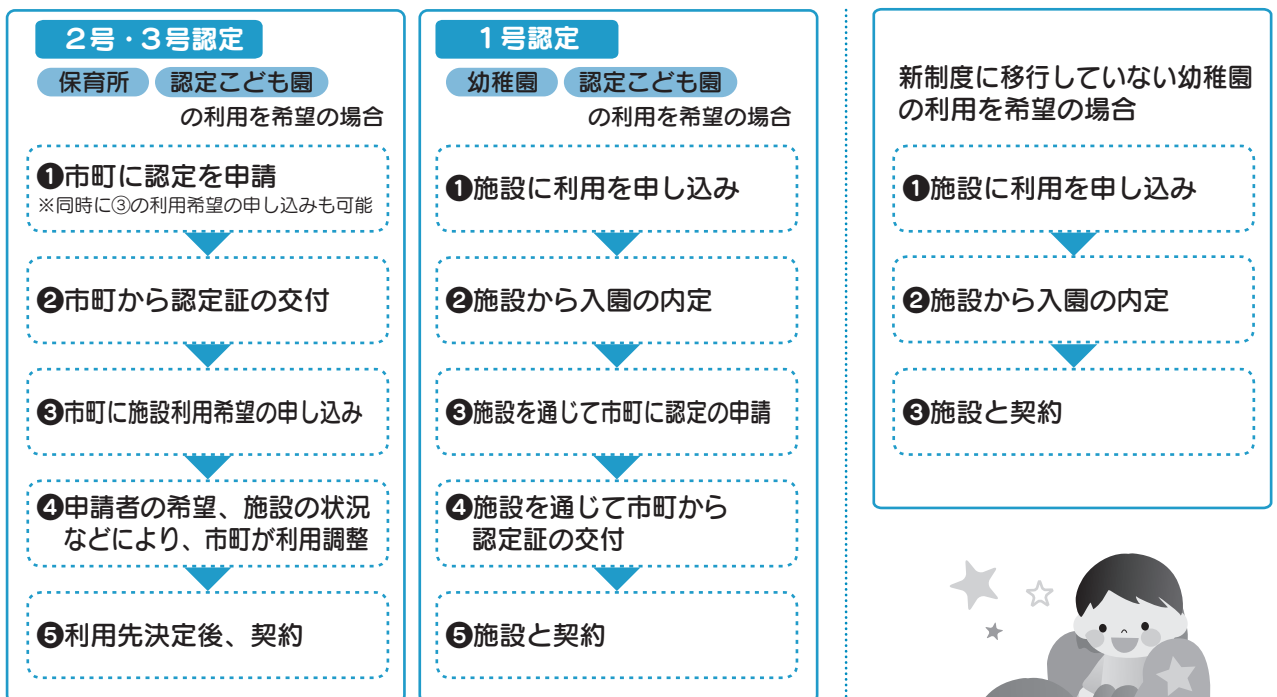 2号・3号認定
保育所 認定こども園
の利用を希望の場合
❶市町に認定を申請
※同時に③の利用希望の申し込みも可能
❷市町から認定証の交付
❸市町に施設利用希望の申し込み
❹申請者の希望、施設の状況
などにより、市町が利用調整
❺利用先決定後、契約
1号認定
幼稚園 認定こども園
の利用を希望の場合
❶施設に利用を申し込み
❷施設から入園の内定
❸施設を通じて市町に認定の申請
❹施設を通じて市町から
認定証の交付
❺施設と契約
新制度に移行していない幼稚園
の利用を希望の場合
❶施設に利用を申し込み
❷施設から入園の内定
❸施設と契約